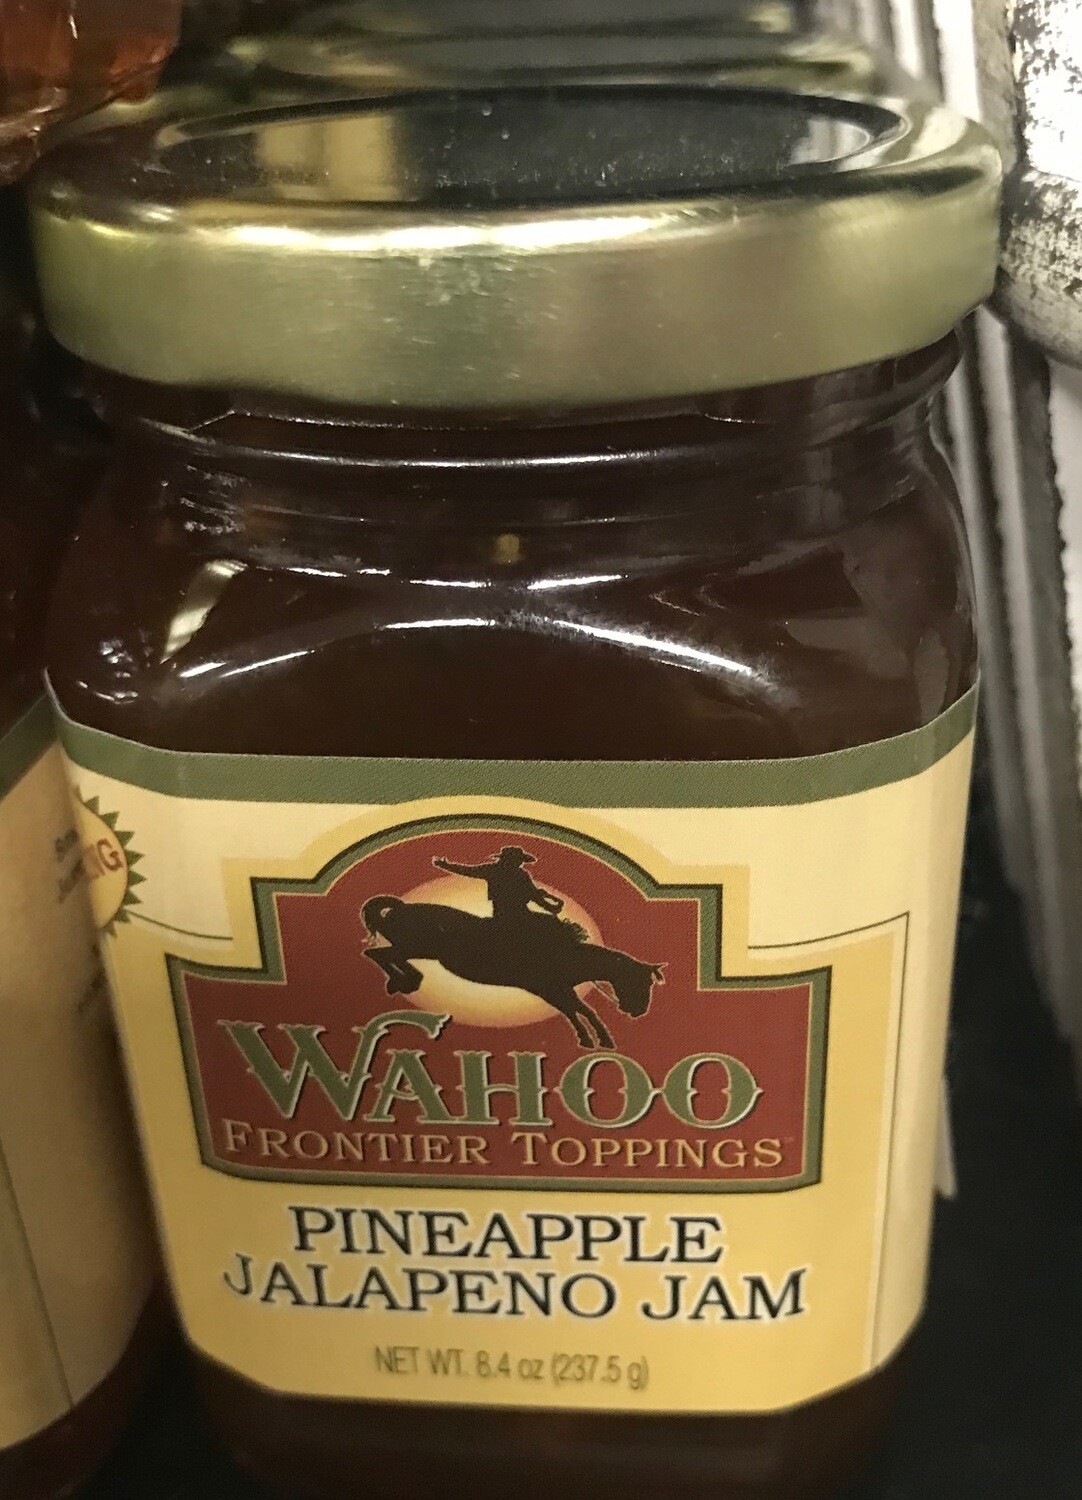 WAHOO
FRONTIER TOPPINGS
PINEAPPLE
JALAPENO JAM
NET WT. 8.4 oz (237.5 g)